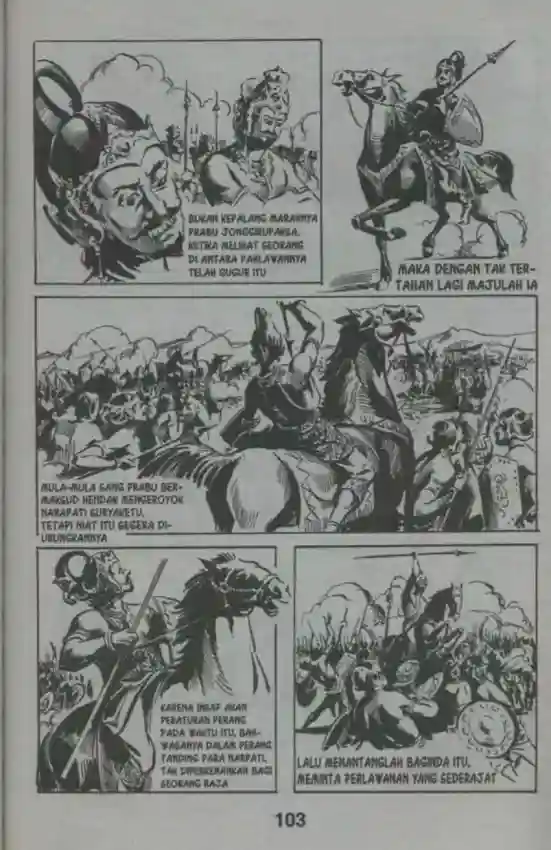 BUKAN KEPALANG MARAHNYA
PRABU JONGGIRUPAKSA,
KETIKA MELIHAT SEORANG
DI ANTARA PAHLAWANNYA
TELAH GUGUR ITU
MAKA DENGAN TAK TER-
TAHAN LAGI MAJULAH IA
MULA-MULA SANG PRABU BER-
MAKSUD HENDAK MENGEROYOK
NARAPATI SURYAKETU,
TETAPI NIAT ITU SEGERA DI-
URUNGKANNYA
KARENA INSAF AKAN
PERATURAN PERANG
PADA WAKTU ITU, BAH-
WASANYA DALAM PERANG
TANDING PARA NARPATI,
TAK DIPERKENANKAN BAGI
SEORANG RAJA
LALU MENANTANGLAH BAGINDA ITU,
MEMINTA PERLAWANAN YANG SEDERAJAT
103